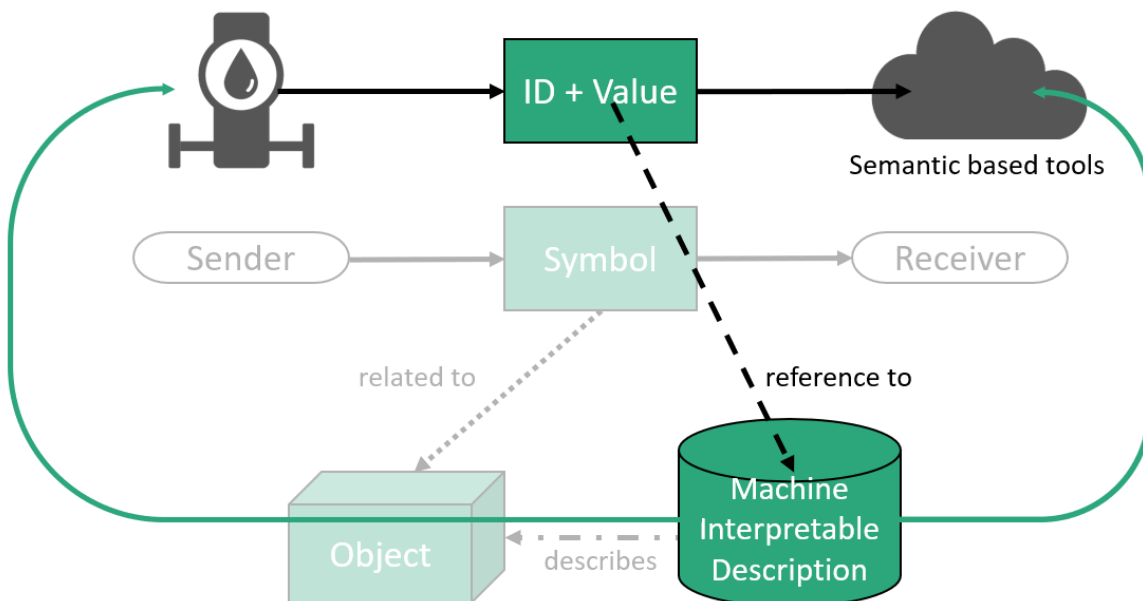 ID + Value
Semantic based tools
Sender
Symbol
Receiver
related to
reference to
Machine
Interpretable
Description
Object
describes